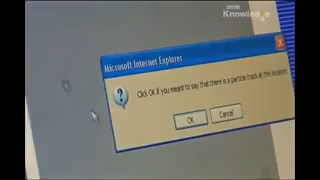 BBC Knowledge
Microsoft Internet Explorer
Click OK if you meant to say that there is a particle track at this location.
OK
Cancel